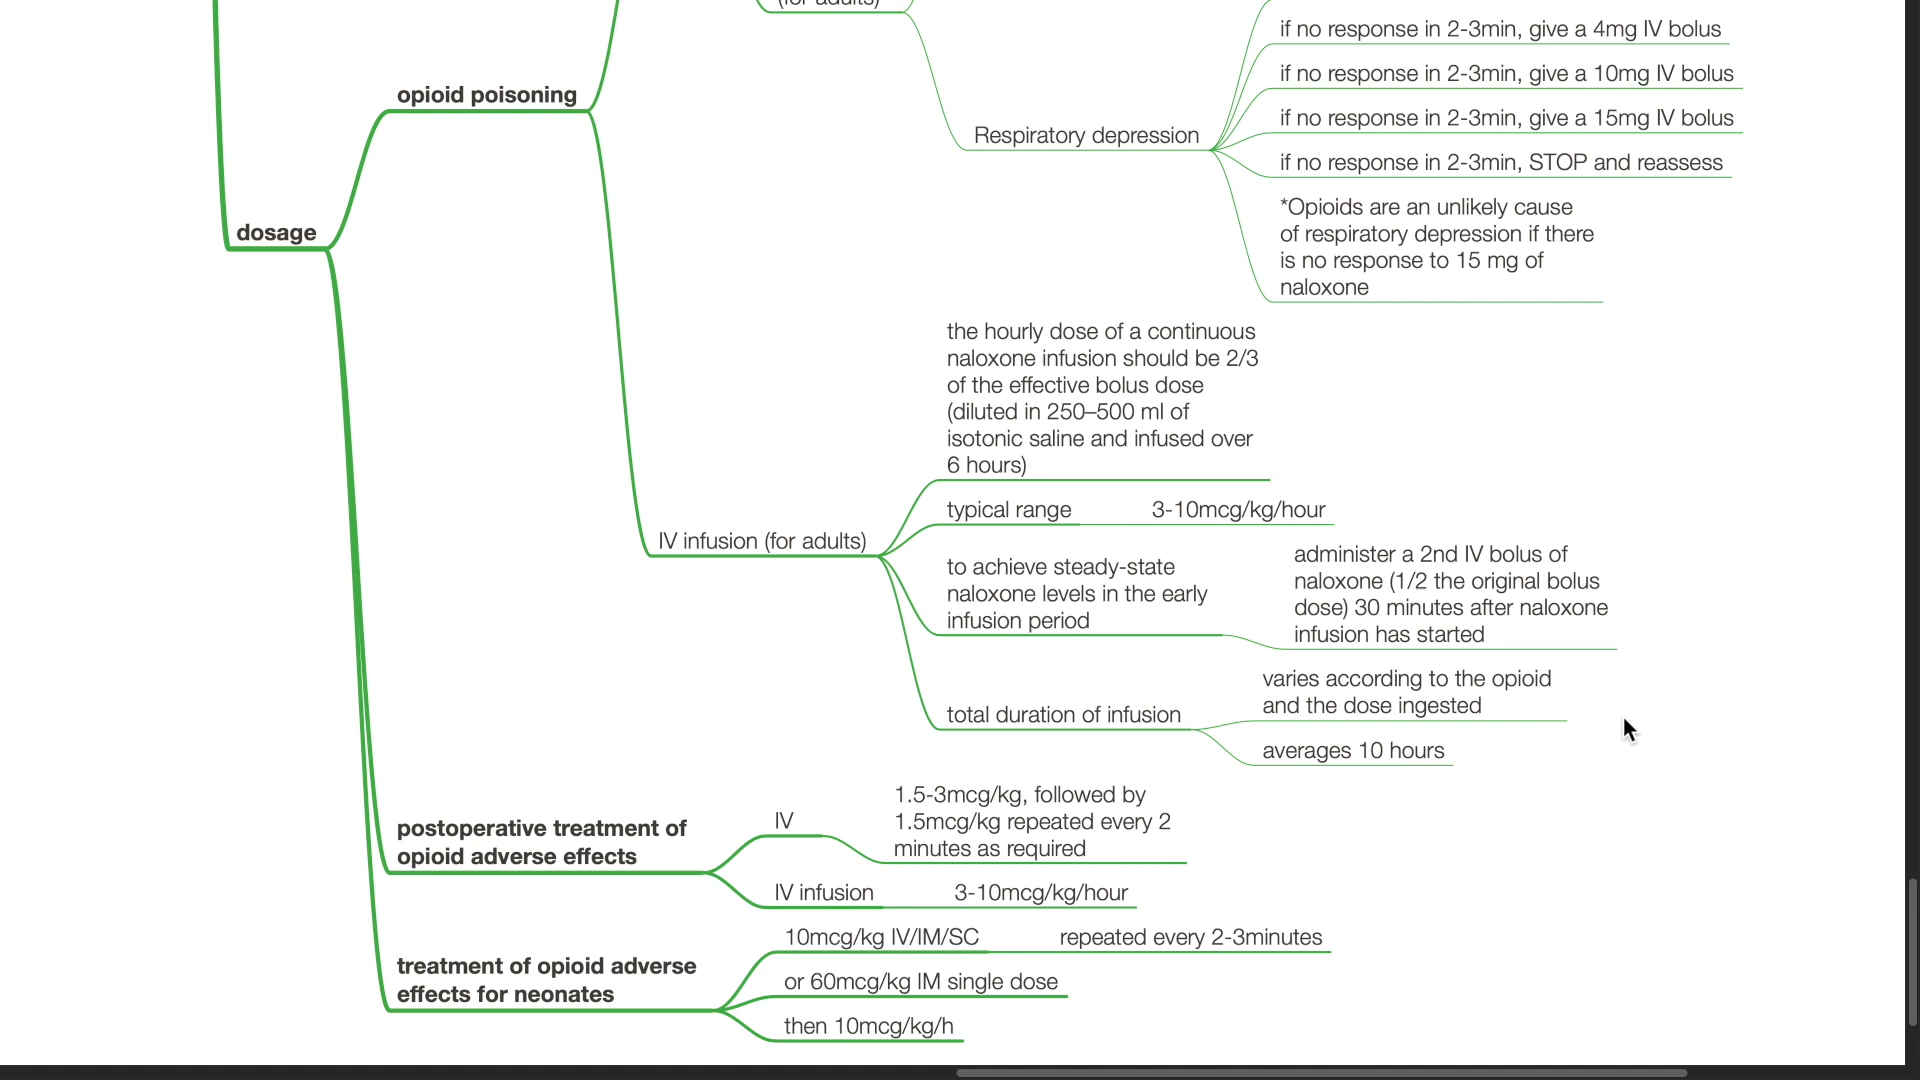 (for adults)
if no response in 2-3min, give a 4mg IV bolus
if no response in 2-3min, give a 10mg IV bolus
opioid poisoning
if no response in 2-3min, give a 15mg IV bolus
Respiratory depression
if no response in 2-3min, STOP and reassess
*Opioids are an unlikely cause
of respiratory depression if there
is no response to 15 mg of
naloxone
dosage
the hourly dose of a continuous
naloxone infusion should be 2/3
of the effective bolus dose
(diluted in 250–500 ml of
isotonic saline and infused over
6 hours)
typical range
3-10mcg/kg/hour
IV infusion (for adults)
to achieve steady-state
naloxone levels in the early
infusion period
administer a 2nd IV bolus of
naloxone (1/2 the original bolus
dose) 30 minutes after naloxone
infusion has started
total duration of infusion
varies according to the opioid
and the dose ingested
averages 10 hours
postoperative treatment of
opioid adverse effects
IV
1.5-3mcg/kg, followed by
1.5mcg/kg repeated every 2
minutes as required
IV infusion
3-10mcg/kg/hour
treatment of opioid adverse
effects for neonates
10mcg/kg IV/IM/SC
repeated every 2-3minutes
or 60mcg/kg IM single dose
then 10mcg/kg/h